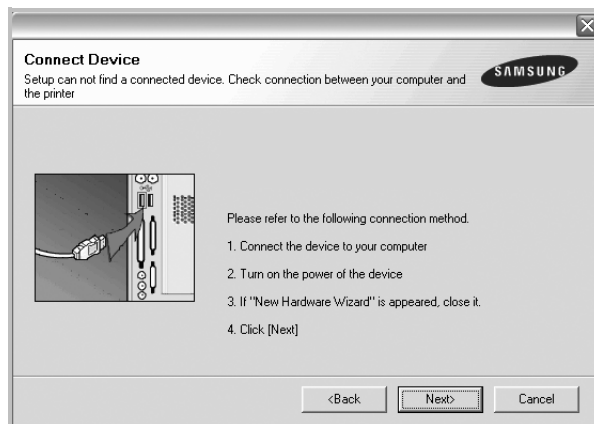 Connect Device
Setup can not find a connected device. Check connection between your computer and
the printer
SAMSUNG
Please refer to the following connection method.
1. Connect the device to your computer
2. Turn on the power of the device
3. If "New Hardware Wizard" is appeared, close it.
4. Click [Next]
<Back
Next>
Cancel